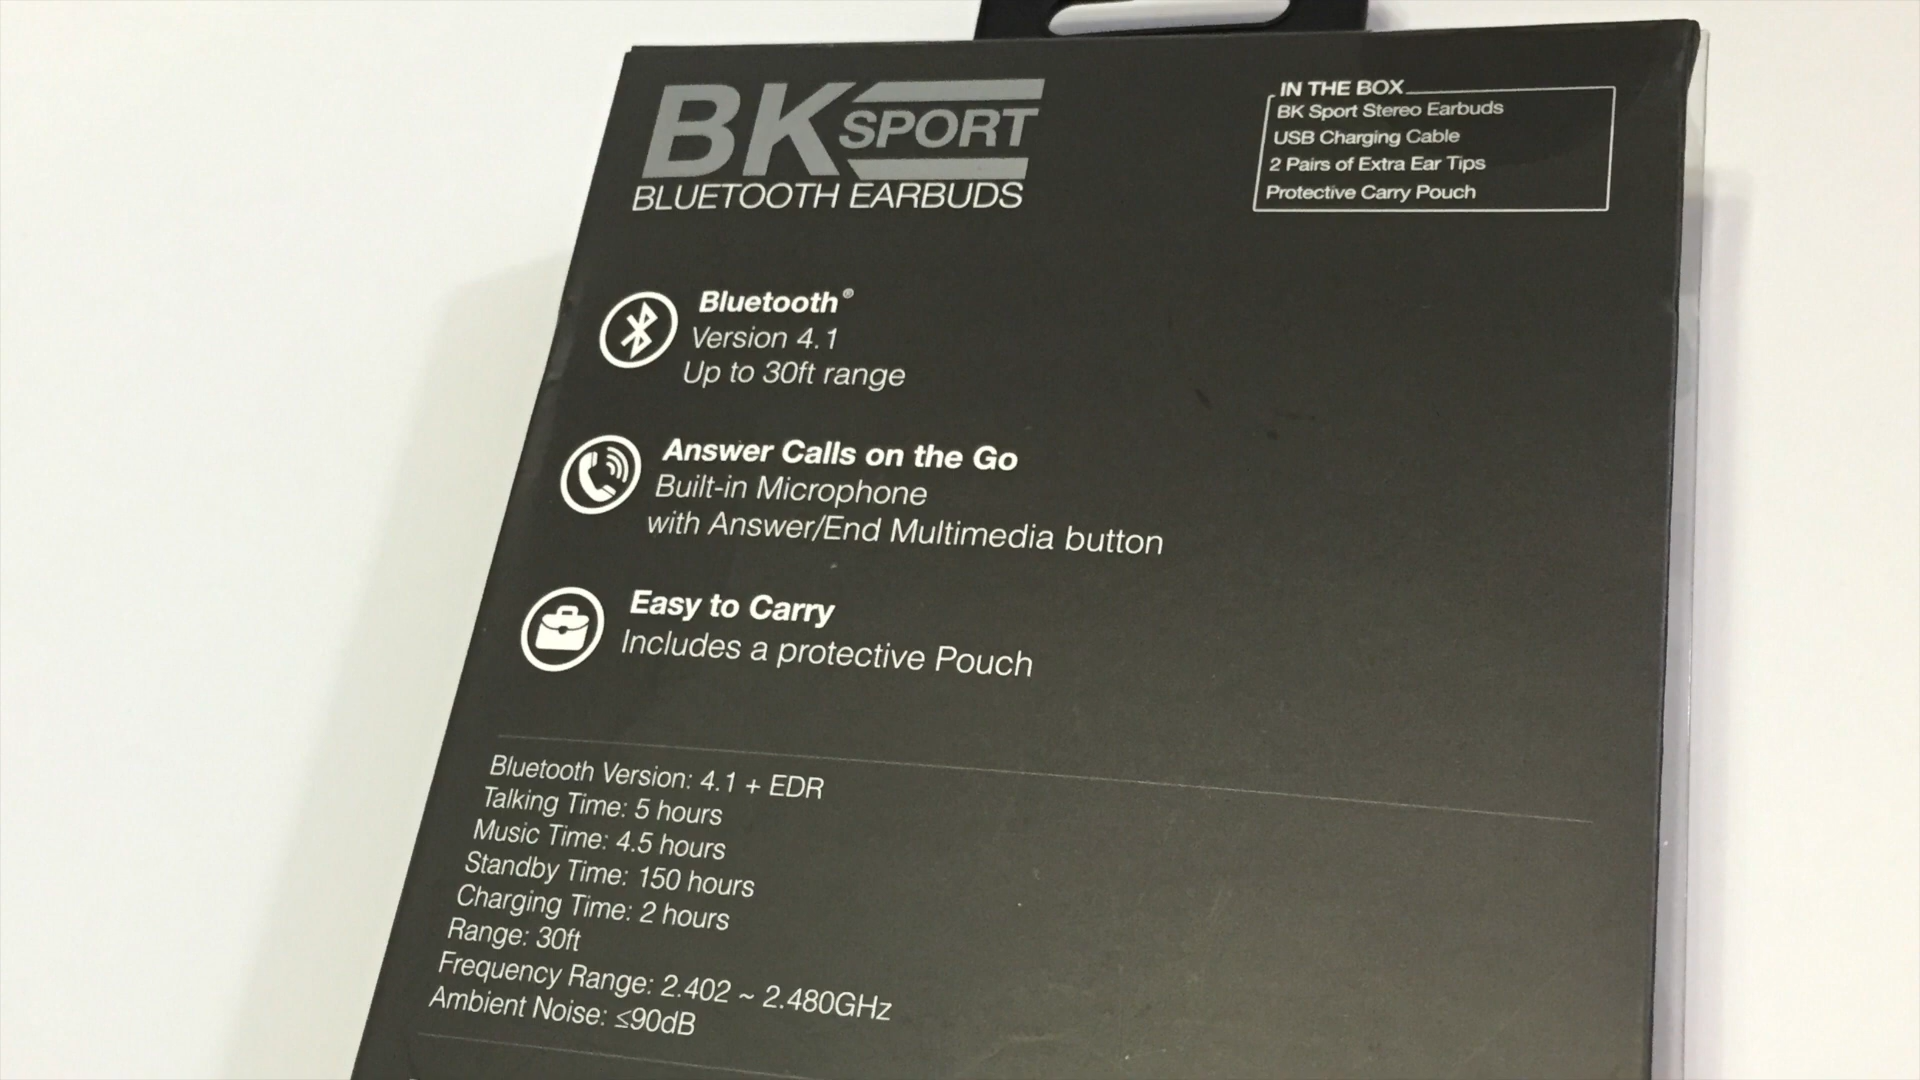 BK SPORT
BLUETOOTH EARBUDS
IN THE BOX
BK Sport Stereo Earbuds
USB Charging Cable
2 Pairs of Extra Ear Tips
Protective Carry Pouch
Bluetooth®
Version 4.1
Up to 30ft range
Answer Calls on the Go
Built-in Microphone
with Answer/End Multimedia button
Easy to Carry
Includes a protective Pouch
Bluetooth Version: 4.1 + EDR
Talking Time: 5 hours
Music Time: 4.5 hours
Standby Time: 150 hours
Charging Time: 2 hours
Range: 30ft
Frequency Range: 2.402 ~ 2.480GHz
Ambient Noise: ≤90dB